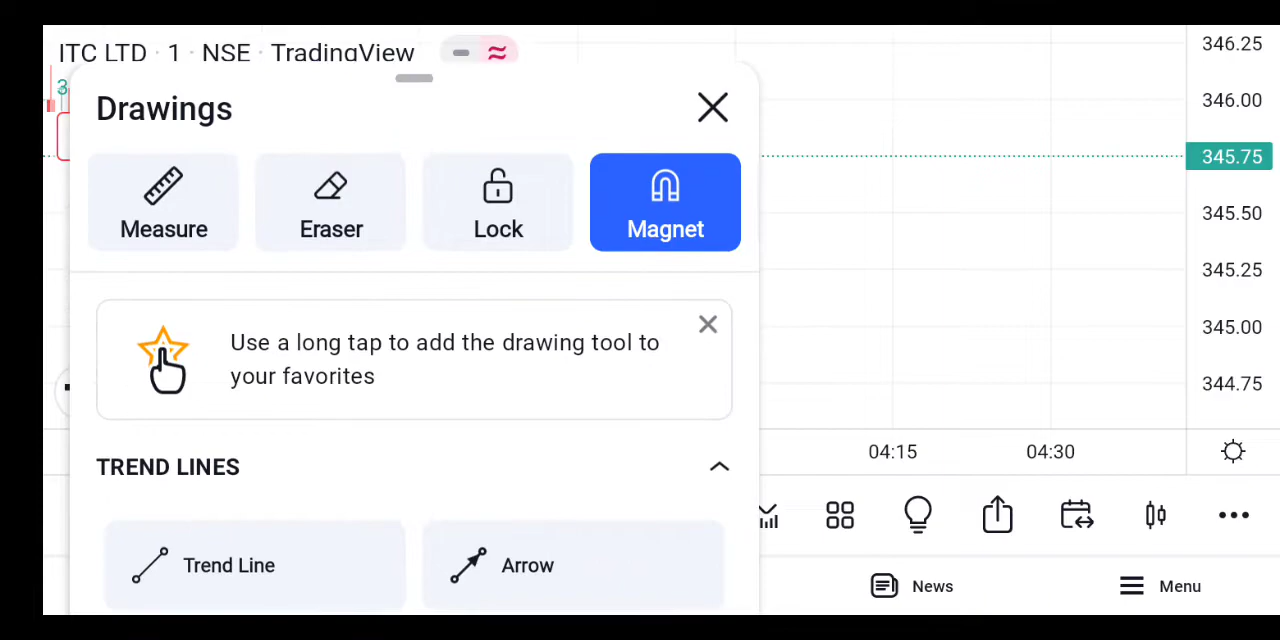 ITC LTD · 1 · NSE · TradingView
346.25
3
Drawings
346.00
345.75
Measure
Eraser
Lock
Magnet
345.50
345.25
Use a long tap to add the drawing tool to
your favorites
345.00
344.75
TREND LINES
04:15
04:30
Trend Line
Arrow
News
Menu